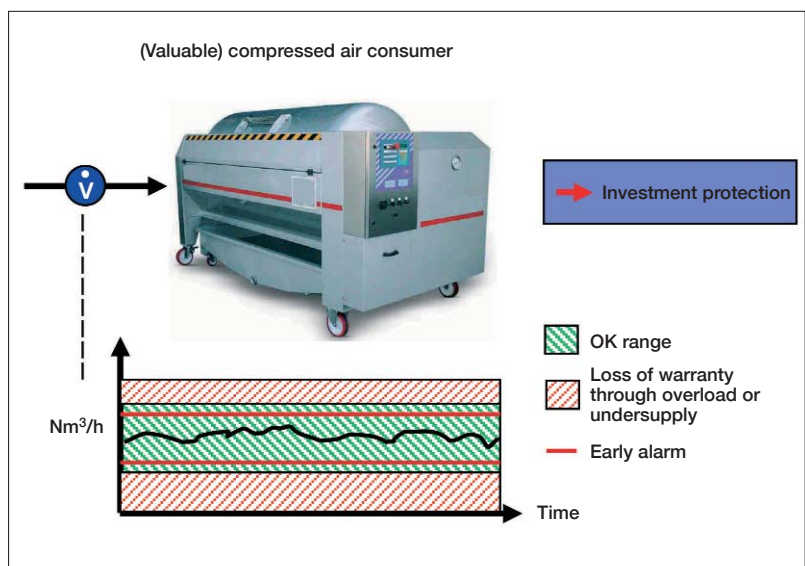 (Valuable) compressed air consumer
V̇
Investment protection
OK range
Loss of warranty
through overload or
undersupply
Nm³/h
Early alarm
Time